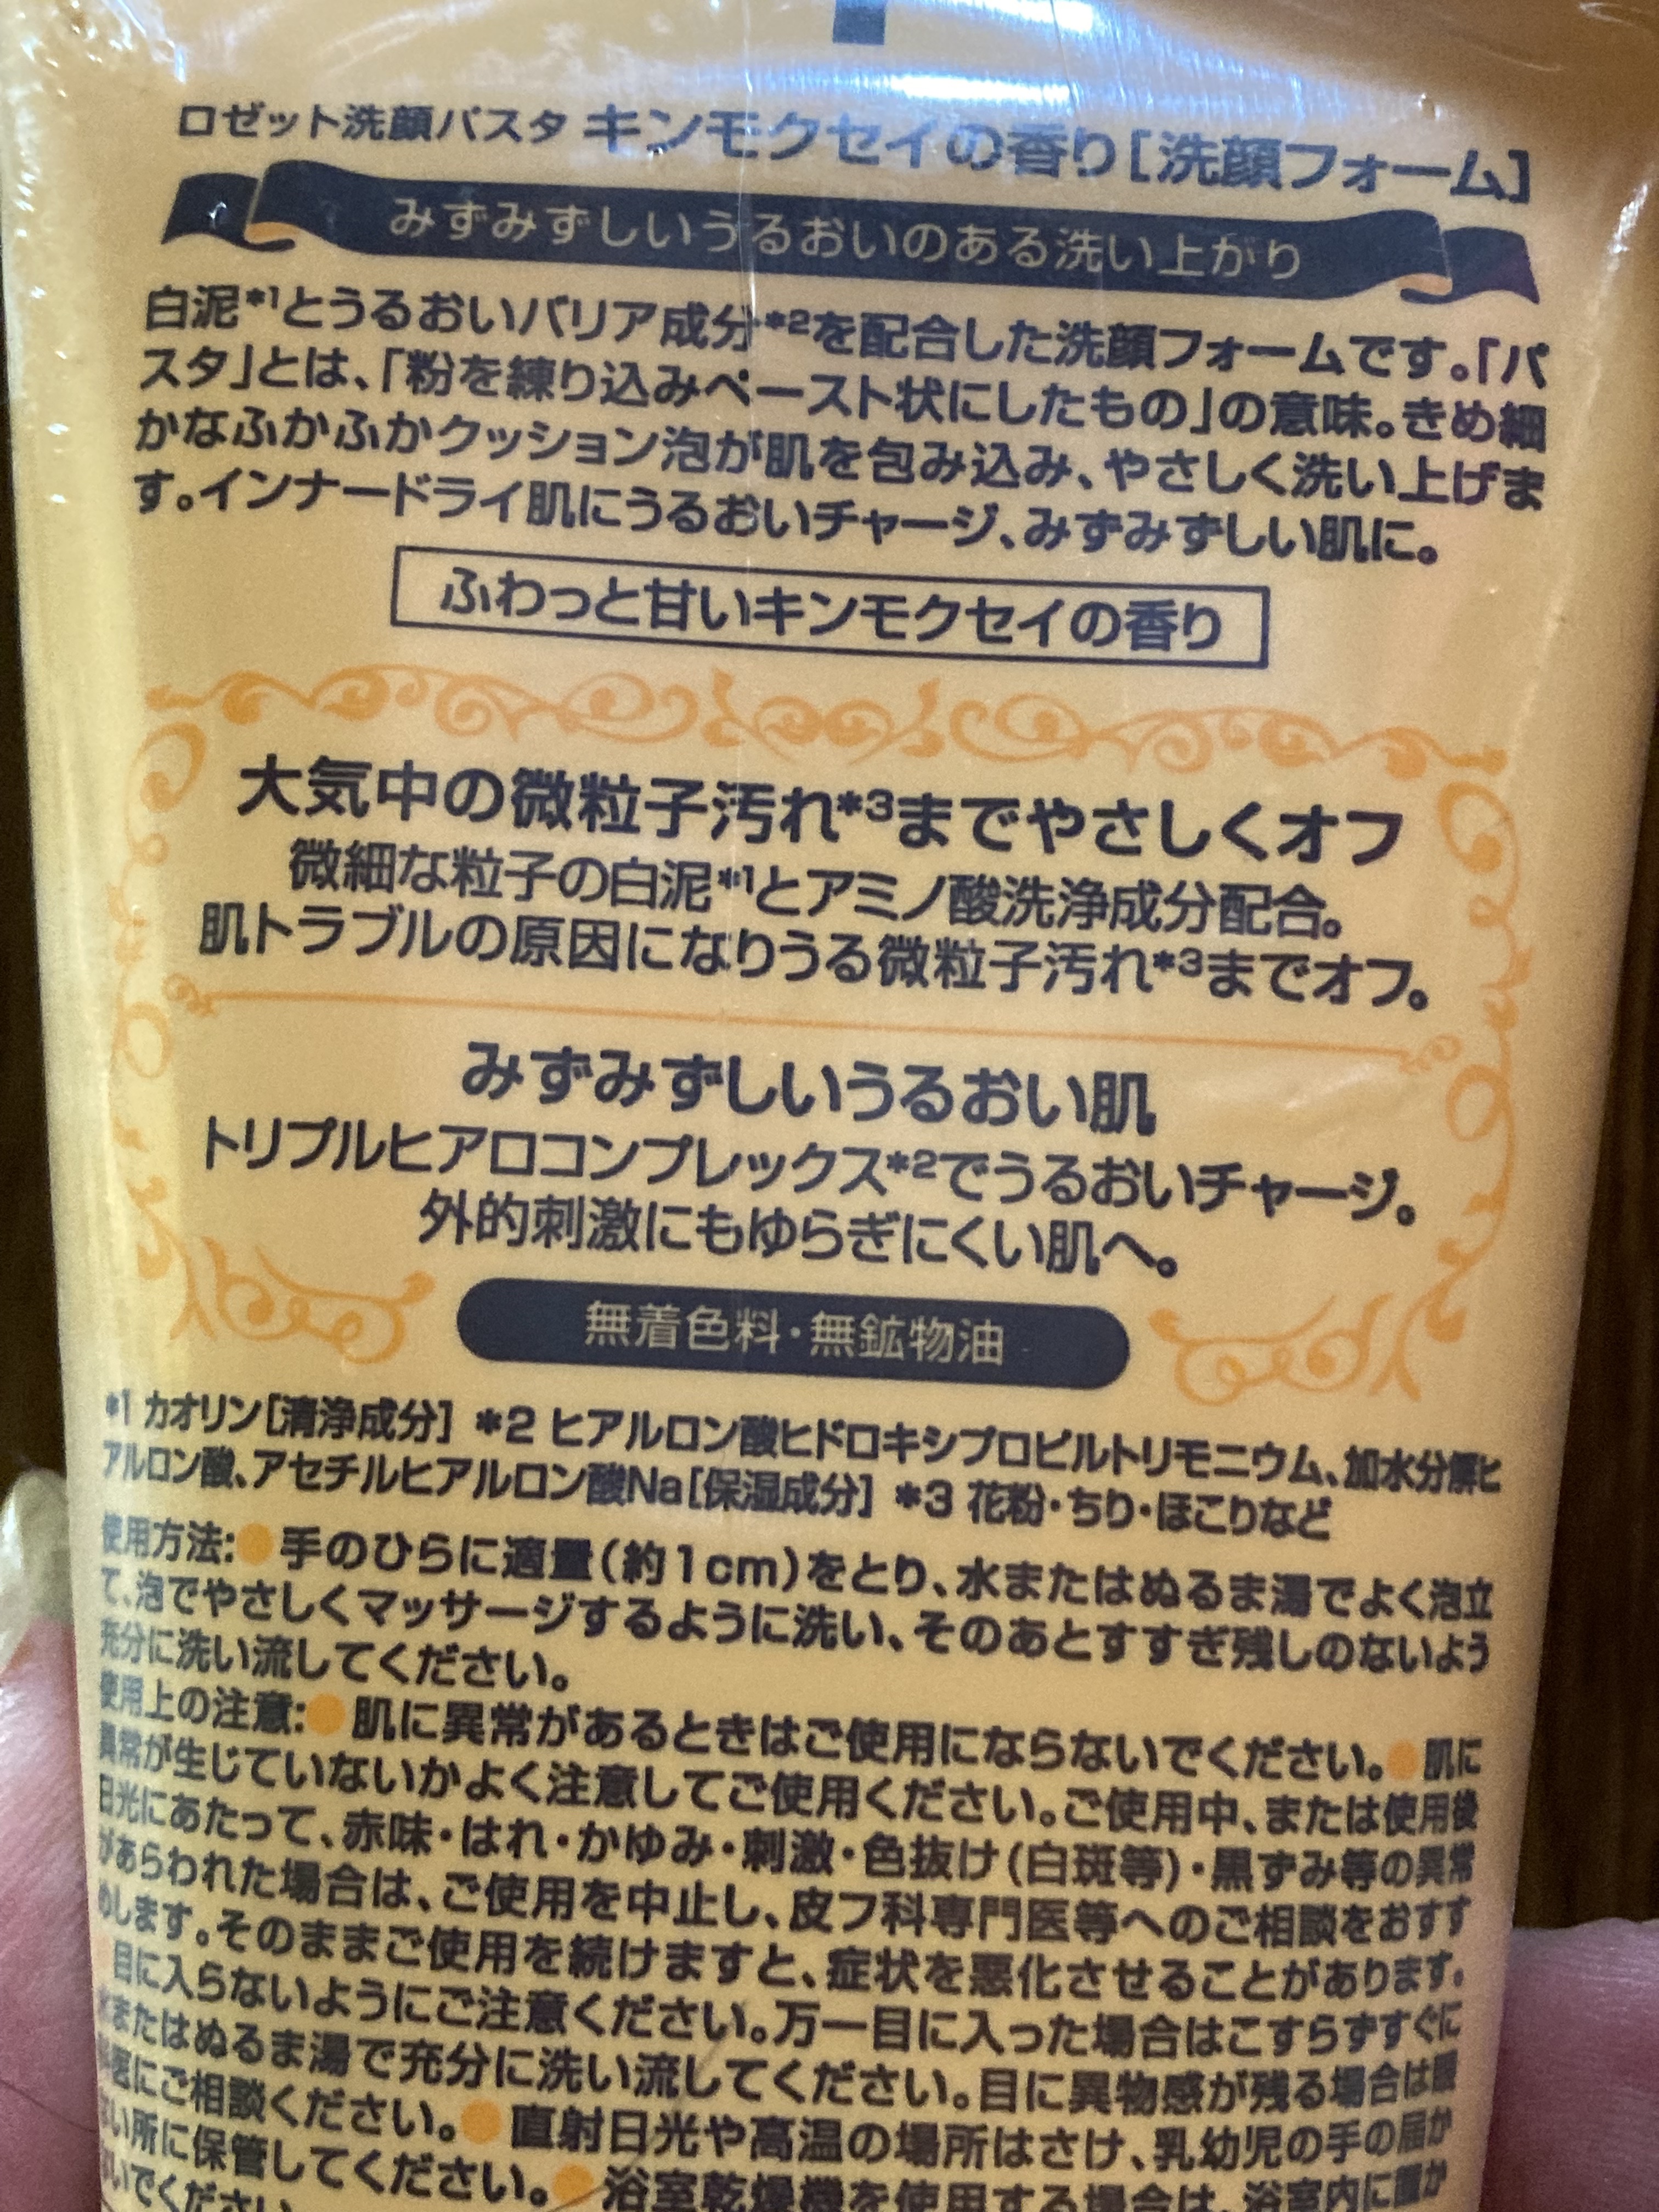 ロゼット洗顔パスタ キンモクセイの香り[洗顔フォーム]
みずみずしいうるおいのある洗い上がり
白泥*1とうるおいバリア成分*2を配合した洗顔フォームです。「パ
スタ」とは、「粉を練り込みペースト状にしたもの」の意味。きめ細
かなふかふかクッション泡が肌を包み込み、やさしく洗い上げま
す。インナードライ肌にうるおいチャージ、みずみずしい肌に。
ふわっと甘いキンモクセイの香り
大気中の微粒子汚れ*3までやさしくオフ
微細な粒子の白泥*1とアミノ酸洗浄成分配合。
肌トラブルの原因になりうる微粒子汚れ*3までオフ。
みずみずしいうるおい肌
トリプルヒアロコンプレックス*2でうるおいチャージ。
外的刺激にもゆらぎにくい肌へ。
無着色料・無鉱物油
*1 カオリン[清浄成分] *2 ヒアルロン酸ヒドロキシプロピルトリモニウム、加水分解ヒ
アルロン酸、アセチルヒアルロン酸Na[保湿成分] *3 花粉・ちり・ほこりなど
使用方法:●手のひらに適量(約1cm)をとり、水またはぬるま湯でよく泡立
て、泡でやさしくマッサージするように洗い、そのあとすすぎ残しのないよう
充分に洗い流してください。
使用上の注意:●肌に異常があるときはご使用にならないでください。●肌に
異常が生じていないかよく注意してご使用ください。ご使用中、または使用後
日光にあたって、赤味・はれ・かゆみ・刺激・色抜け(白斑等)・黒ずみ等の異常
があらわれた場合は、ご使用を中止し、皮フ科専門医等へのご相談をおすす
めします。そのままご使用を続けますと、症状を悪化させることがあります。
目に入らないようにご注意ください。万一目に入った場合はこすらずすぐに
水またはぬるま湯で充分に洗い流してください。目に異物感が残る場合は眼
科医にご相談ください。●直射日光や高温の場所はさけ、乳幼児の手の届か
ない所に保管してください。●浴室乾燥機を使用する場合は、浴室内に置か
ないでください。